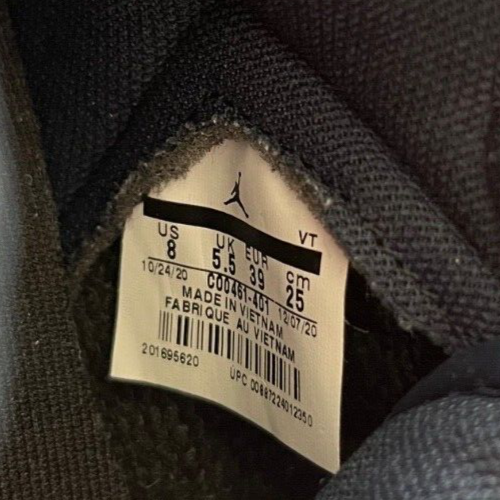 VT
US UK EUR cm
8 5.5 39 25
10/24/20 CO0461-401 12/07/20
MADE IN VIETNAM
FABRIQUE AU VIETNAM
201695620
UPC